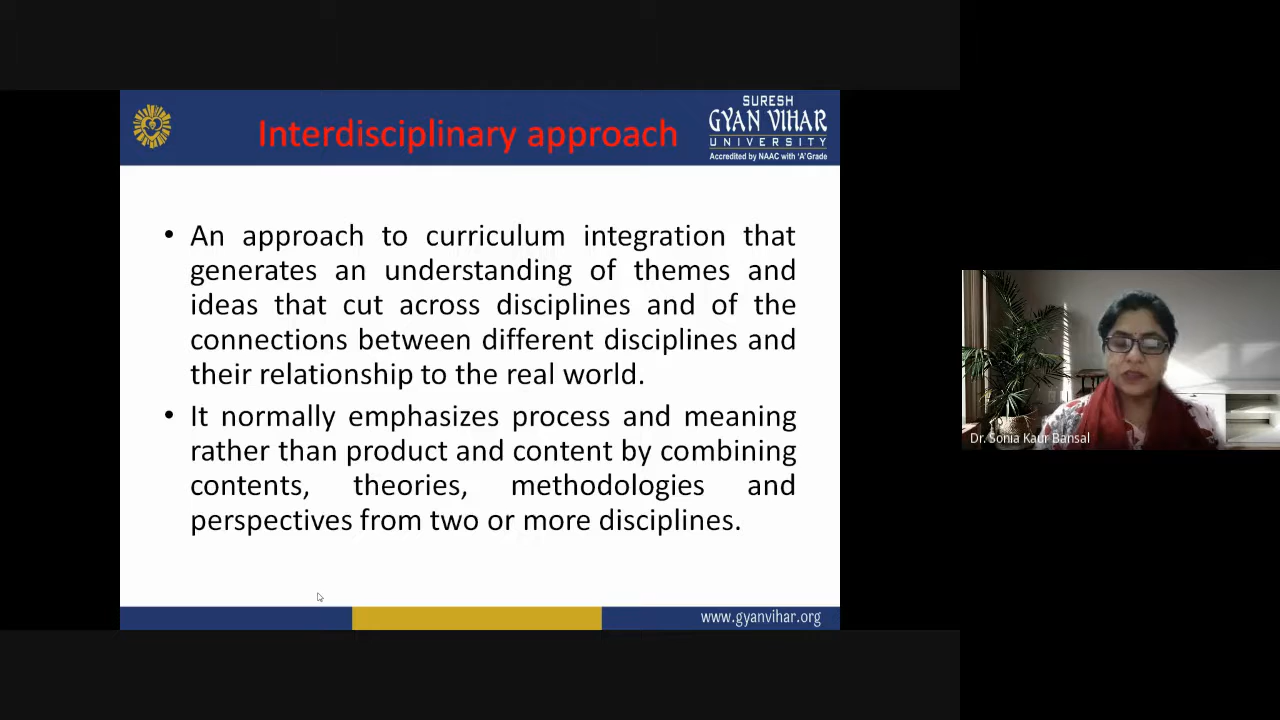 Interdisciplinary approach
SURESH
GYAN VIHAR
UNIVERSITY
Accredited by NAAC with 'A' Grade
• An approach to curriculum integration that
generates an understanding of themes and
ideas that cut across disciplines and of the
connections between different disciplines and
their relationship to the real world.
• It normally emphasizes process and meaning
rather than product and content by combining
contents, theories, methodologies and
perspectives from two or more disciplines.
www.gyanvihar.org
Dr. Sonia Kaur Bansal